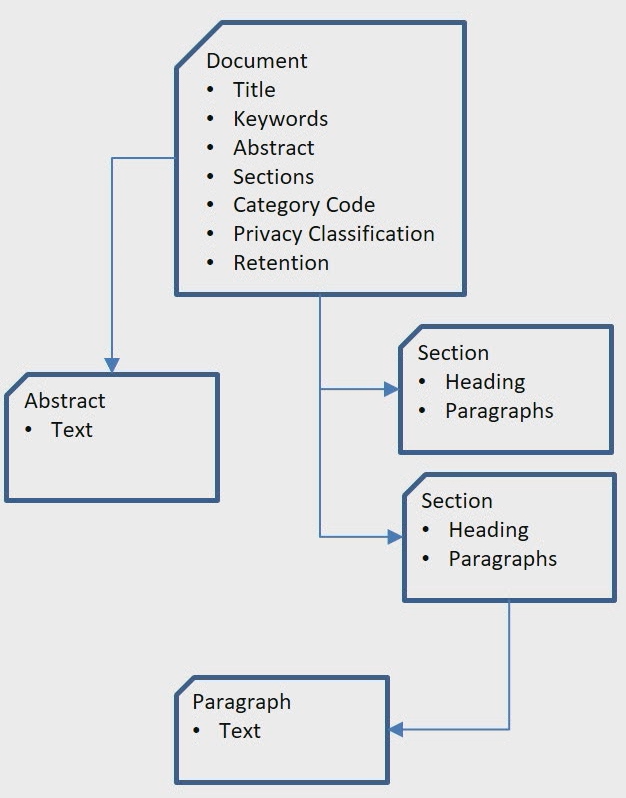 Document
• Title
• Keywords
• Abstract
• Sections
• Category Code
• Privacy Classification
• Retention
Section
• Heading
• Paragraphs
Abstract
• Text
Section
• Heading
• Paragraphs
Paragraph
• Text